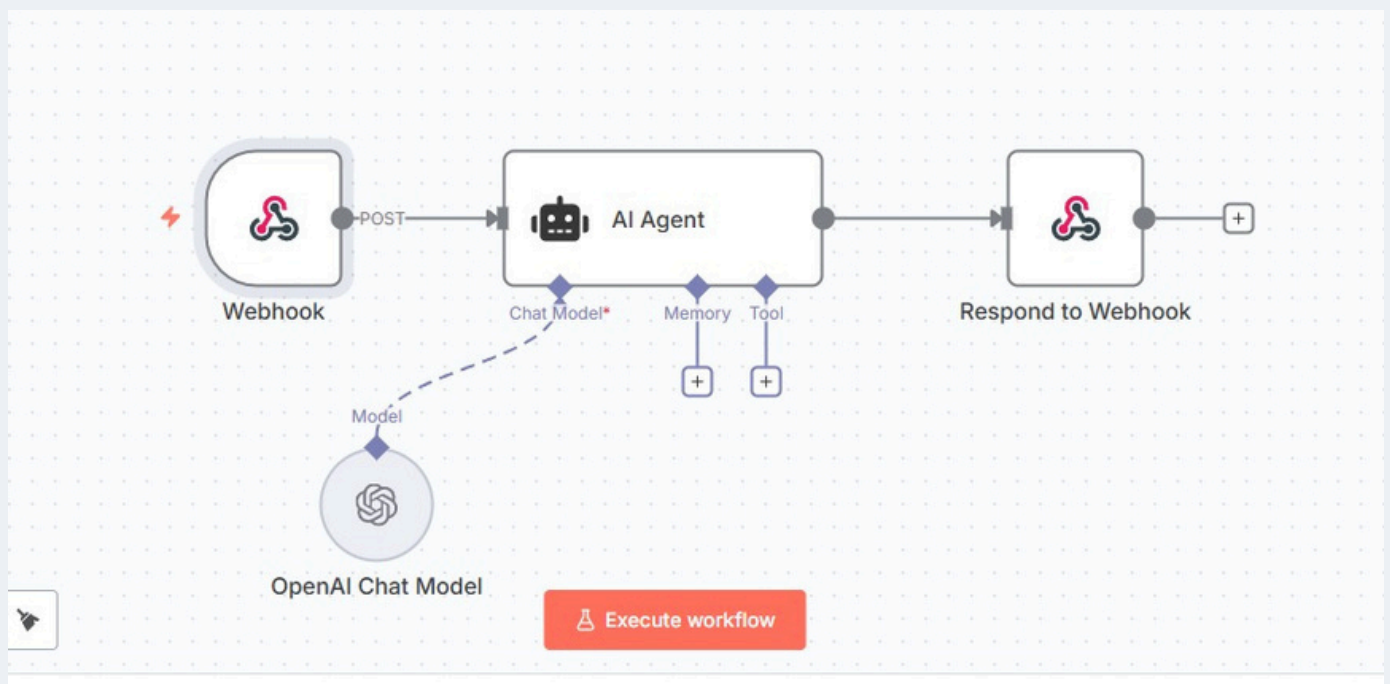 POST
AI Agent
Webhook
Chat Model*
Memory
Tool
Respond to Webhook
Model
OpenAI Chat Model
Execute workflow